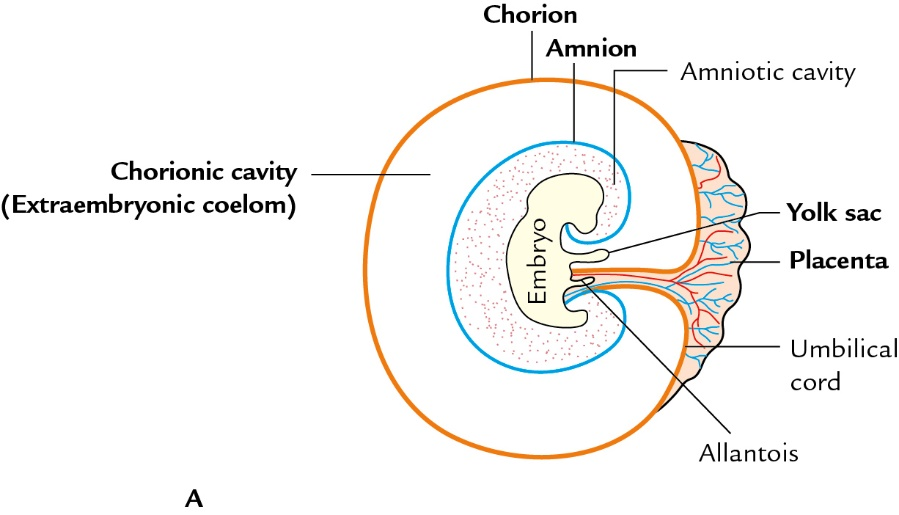 Chorion
Amnion
Amniotic cavity
Chorionic cavity
(Extraembryonic coelom)
Yolk sac
Embryo
Placenta
Umbilical
cord
Allantois
A